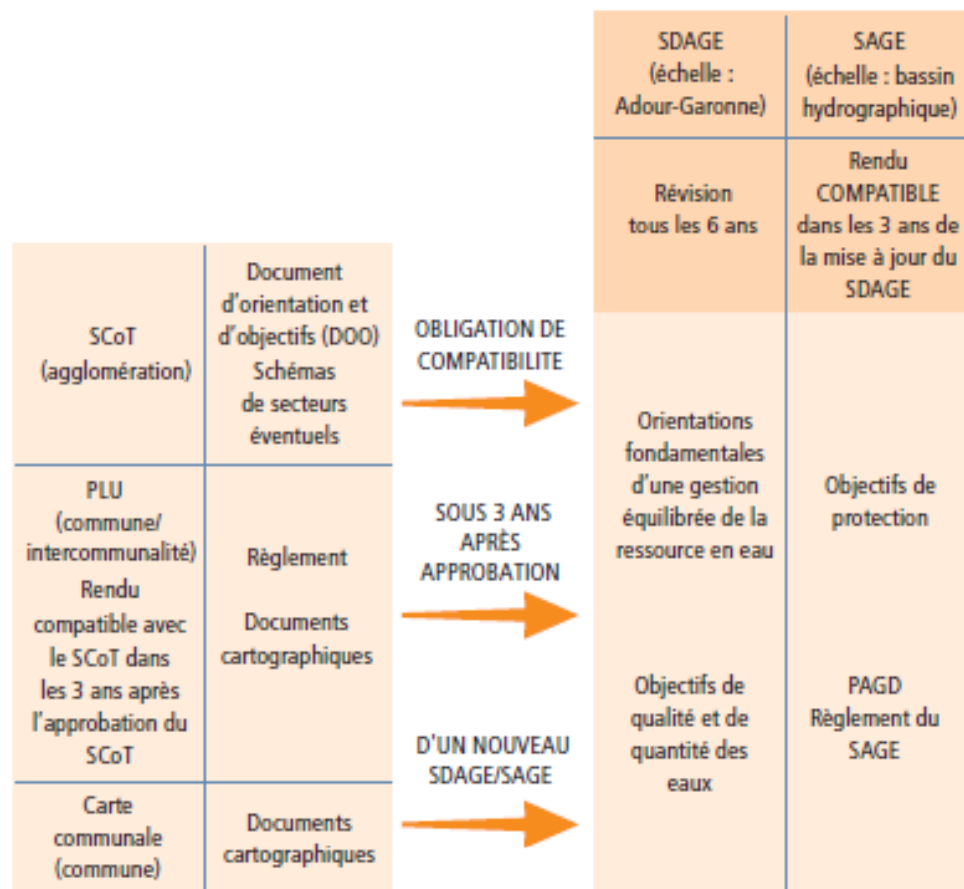 SDAGE
(échelle :
Adour-Garonne)
SAGE
(échelle : bassin
hydrographique)
Révision
tous les 6 ans
Rendu
COMPATIBLE
dans les 3 ans de
la mise à jour du
SDAGE
SCoT
(agglomération)
Document
d'orientation et
d'objectifs (DOO)
Schémas
de secteurs
éventuels
OBLIGATION DE
COMPATIBILITE
Orientations
fondamentales
d'une gestion
équilibrée de la
ressource en eau
Objectifs de
protection
PLU
(commune/
intercommunalité)
Rendu
compatible avec
le SCoT dans
les 3 ans après
l'approbation du
SCoT
Règlement
Documents
cartographiques
SOUS 3 ANS
APRÈS
APPROBATION
Objectifs de
qualité et de
quantité des
eaux
PAGD
Règlement du
SAGE
D'UN NOUVEAU
SDAGE/SAGE
Carte
communale
(commune)
Documents
cartographiques